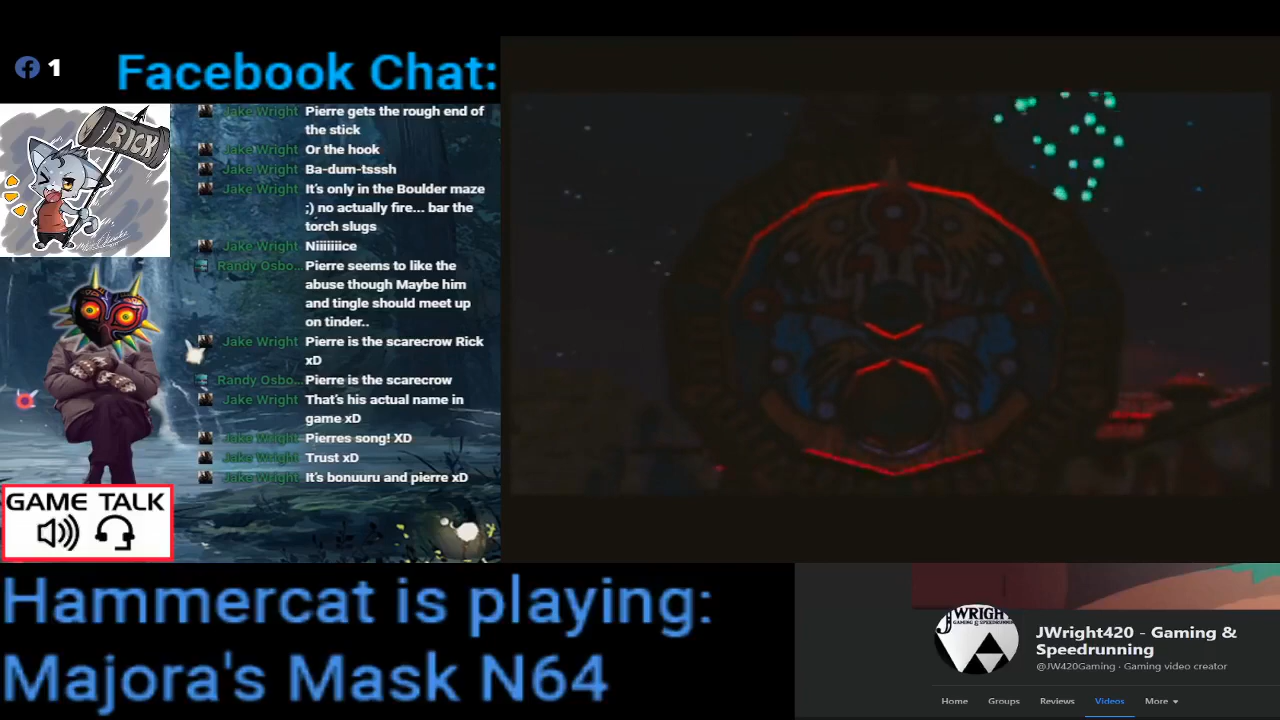 1
Facebook Chat:
RICK
Jake Wright Pierre gets the rough end of
the stick
Jake Wright Or the hook
Jake Wright Ba-dum-tsssh
Jake Wright It's only in the Boulder maze
;) no actually fire... bar the
torch slugs
Jake Wright Niiiiiiice
Randy Osbo... Pierre seems to like the
abuse though Maybe him
and tingle should meet up
on tinder..
Jake Wright Pierre is the scarecrow Rick
xD
Randy Osbo... Pierre is the scarecrow
Jake Wright That's his actual name in
game xD
Jake Wright Pierres song! XD
Jake Wright Trust xD
Jake Wright It's bonuuru and pierre xD
GAME TALK
Hammercat is playing:
Majora's Mask N64
JWRIGHT
GAMING & SPEEDRUNNING
JWright420 - Gaming &
Speedrunning
@JW420Gaming · Gaming video creator
Home Groups Reviews Videos More